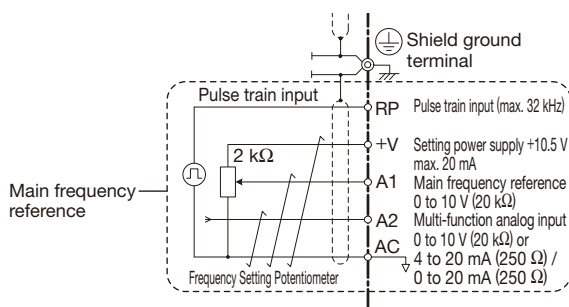 Shield ground
terminal
Pulse train input
RP Pulse train input (max. 32 kHz)
+V Setting power supply +10.5 V
max. 20 mA
2 kΩ
A1 Main frequency reference
0 to 10 V (20 kΩ)
Main frequency
reference
A2 Multi-function analog input
0 to 10 V (20 kΩ) or
4 to 20 mA (250 Ω) /
0 to 20 mA (250 Ω)
AC
Frequency Setting Potentiometer